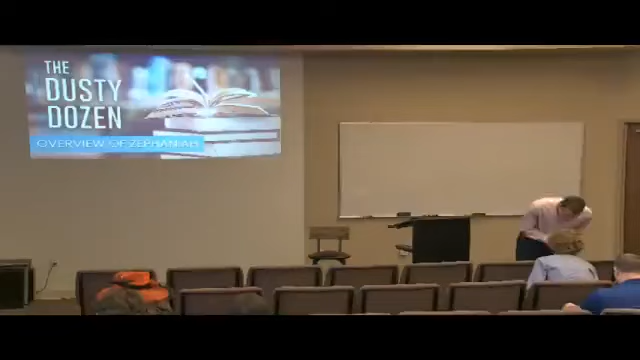 THE
DUSTY
DOZEN
OVERVIEW OF ZEPHANIAH